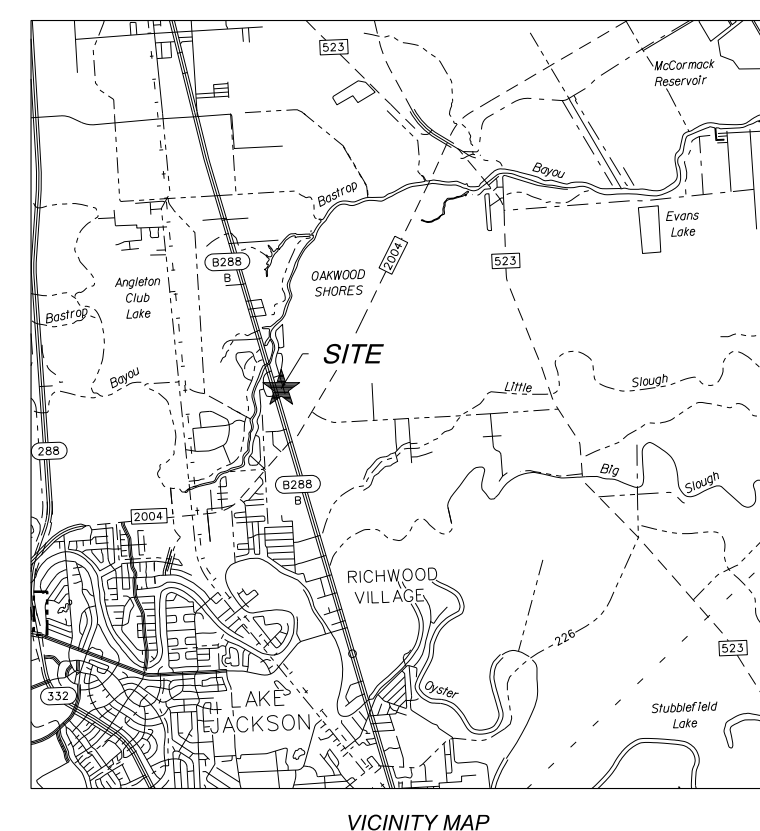 523
McCormack
Reservoir
Bastrop
Bayou
Evans
Lake
B288
B
2004
523
OAKWOOD
SHORES
Angleton
Club
Lake
Bastrop
SITE
Bayou
Little
Slough
288
Big
Slough
B288
B
2004
RICHWOOD
VILLAGE
226
523
332
LAKE
JACKSON
Oyster
Stubblefield
Lake
VICINITY MAP